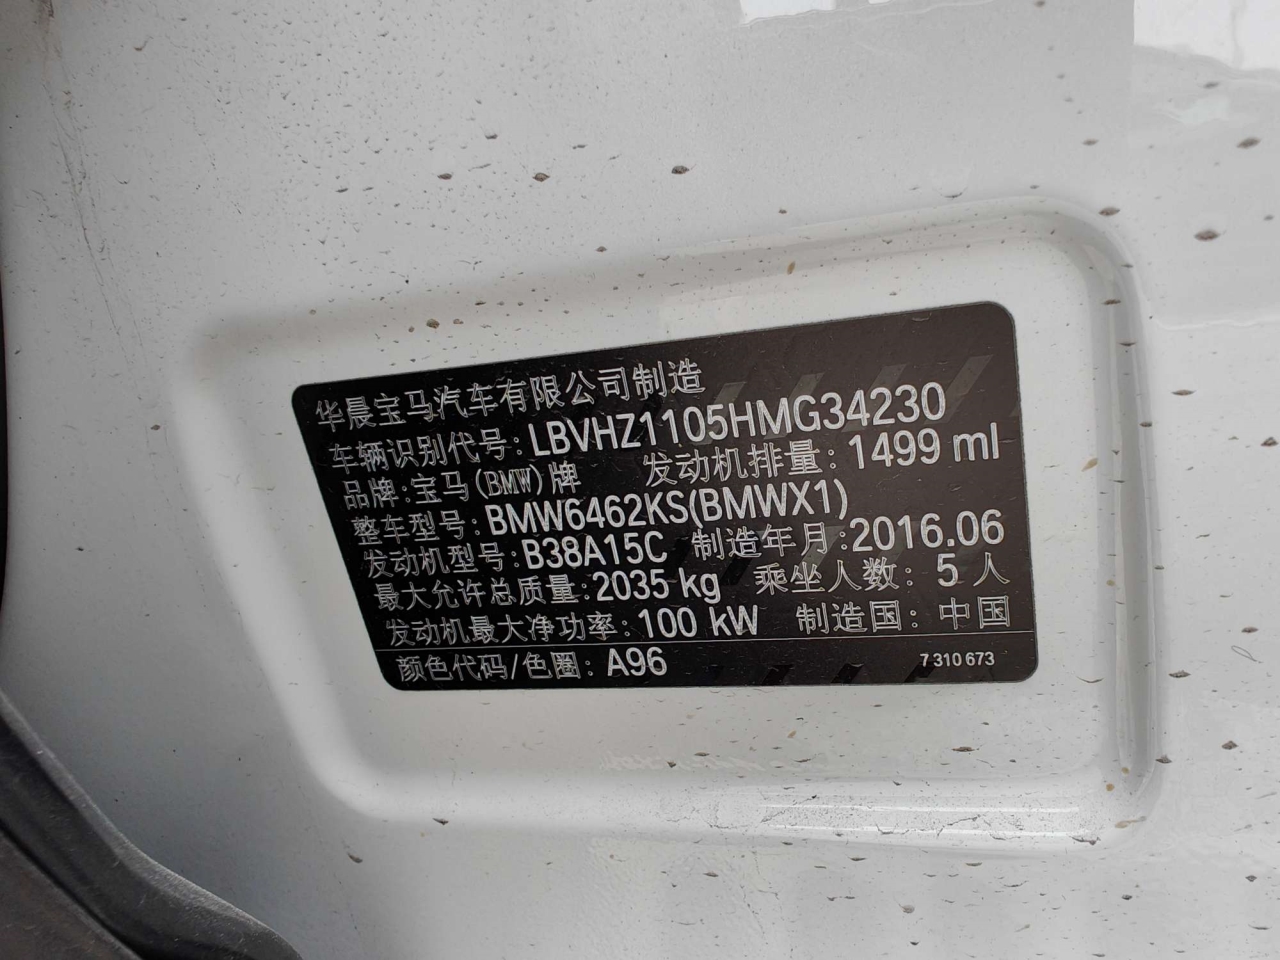 华晨宝马汽车有限公司制造
车辆识别代号:LBVHZ1105HMG34230
品牌:宝马(BMW)牌 发动机排量:1499 ml
整车型号:BMW6462KS(BMWX1)
发动机型号:B38A15C 制造年月:2016.06
最大允许总质量:2035 kg 乘坐人数:5 人
发动机最大净功率:100 kW 制造国:中国
颜色代码/色圈:A96 7 310 673